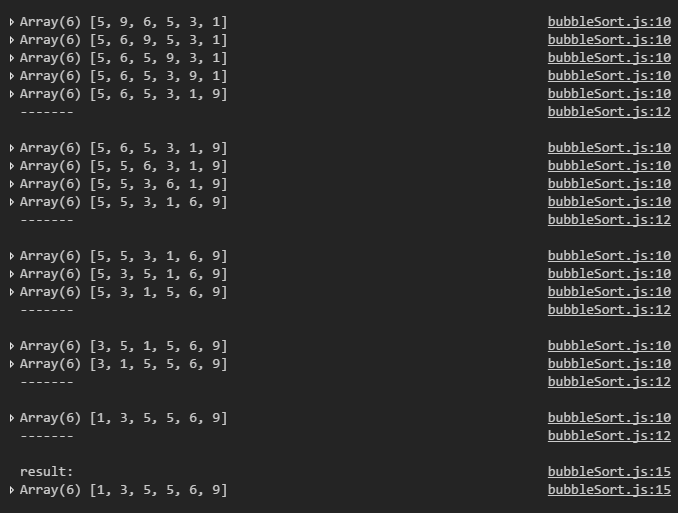 Array(6) [5, 9, 6, 5, 3, 1] bubbleSort.js:10
Array(6) [5, 6, 9, 5, 3, 1] bubbleSort.js:10
Array(6) [5, 6, 5, 9, 3, 1] bubbleSort.js:10
Array(6) [5, 6, 5, 3, 9, 1] bubbleSort.js:10
Array(6) [5, 6, 5, 3, 1, 9] bubbleSort.js:10
------- bubbleSort.js:12
Array(6) [5, 6, 5, 3, 1, 9] bubbleSort.js:10
Array(6) [5, 5, 6, 3, 1, 9] bubbleSort.js:10
Array(6) [5, 5, 3, 6, 1, 9] bubbleSort.js:10
Array(6) [5, 5, 3, 1, 6, 9] bubbleSort.js:10
------- bubbleSort.js:12
Array(6) [5, 5, 3, 1, 6, 9] bubbleSort.js:10
Array(6) [5, 3, 5, 1, 6, 9] bubbleSort.js:10
Array(6) [5, 3, 1, 5, 6, 9] bubbleSort.js:10
------- bubbleSort.js:12
Array(6) [3, 5, 1, 5, 6, 9] bubbleSort.js:10
Array(6) [3, 1, 5, 5, 6, 9] bubbleSort.js:10
------- bubbleSort.js:12
Array(6) [1, 3, 5, 5, 6, 9] bubbleSort.js:10
------- bubbleSort.js:12
result: bubbleSort.js:15
Array(6) [1, 3, 5, 5, 6, 9] bubbleSort.js:15